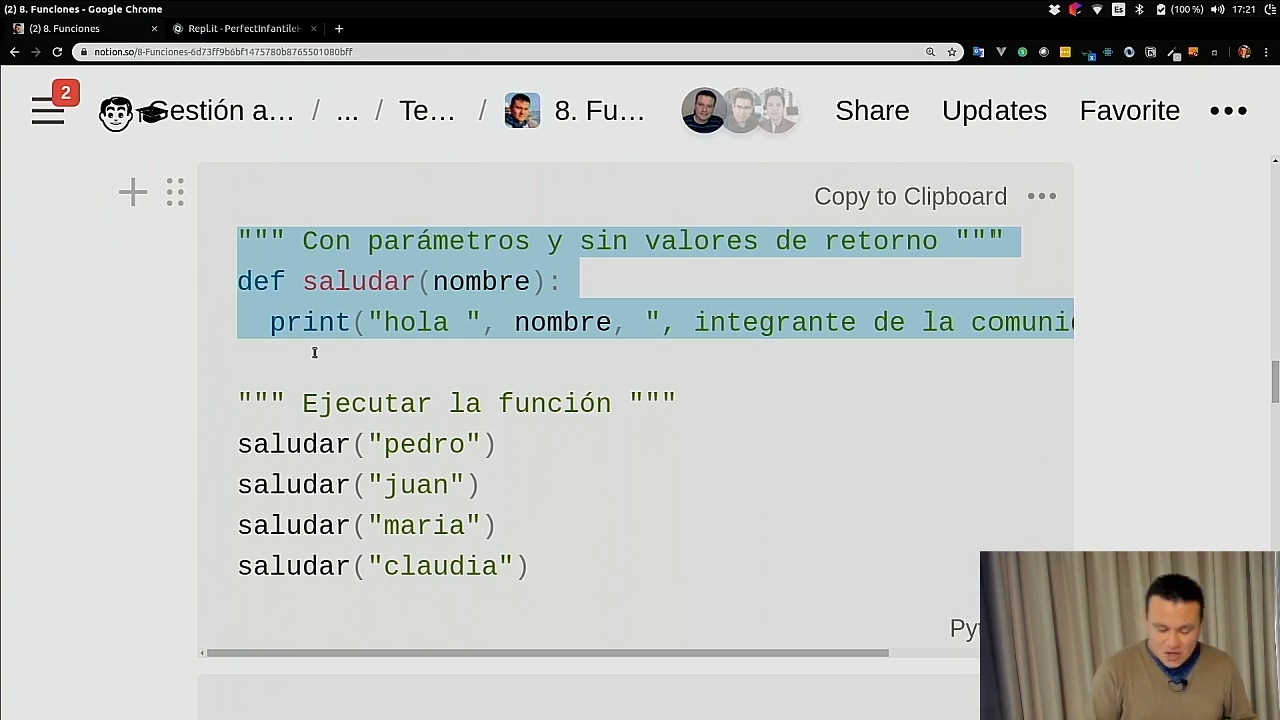 (2) 8. Funciones - Google Chrome
Es (100 %) 17:21
(2) 8. Funciones
Repl.it - PerfectInfantile
notion.so/8-Funciones-6d73ff9b6bf1475780b8765501080bff
2
Gestión a... / ... / Te... / 8. Fu...
Share Updates Favorite
Copy to Clipboard
""" Con parámetros y sin valores de retorno """
def saludar(nombre):
print("hola ", nombre, ", integrante de la comuni
""" Ejecutar la función """
saludar("pedro")
saludar("juan")
saludar("maria")
saludar("claudia")
Py